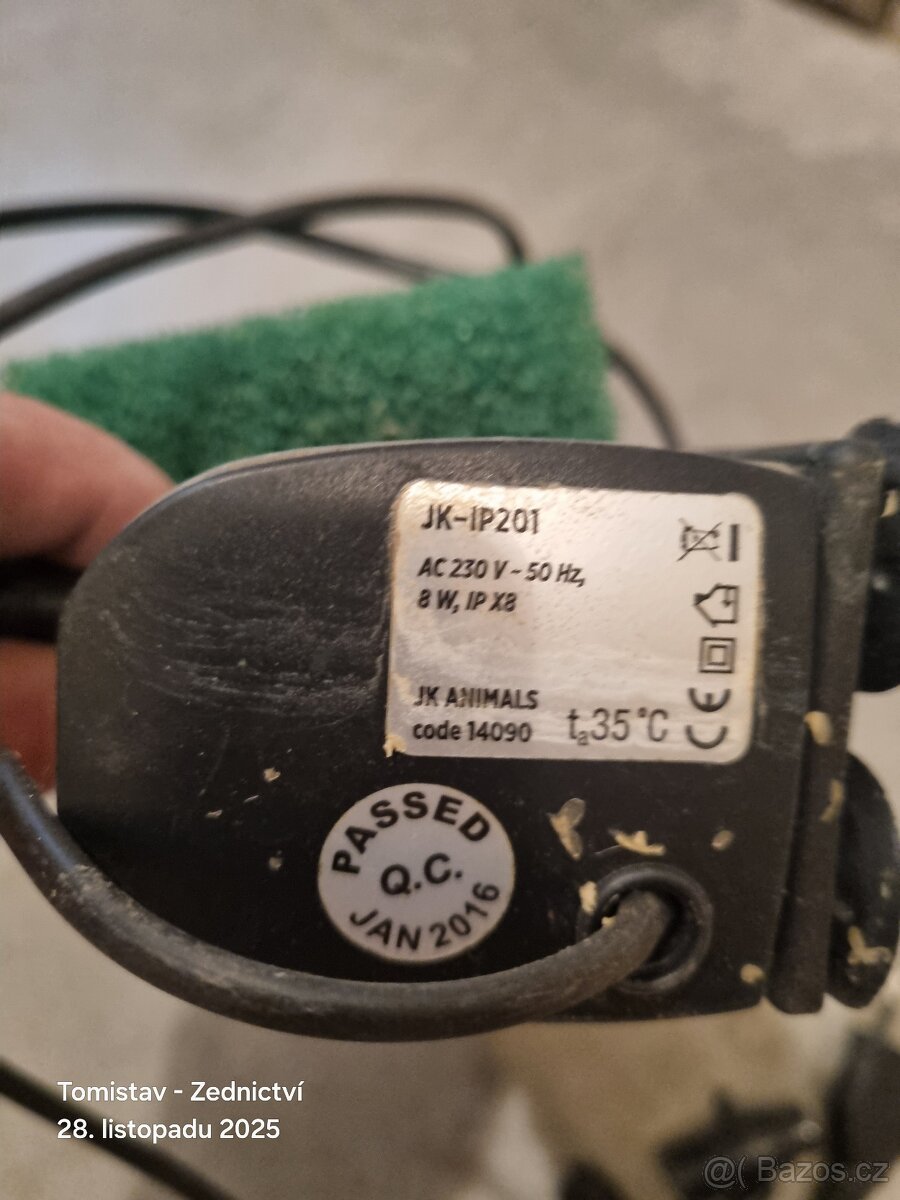 JK-IP201
AC 230 V ~ 50 Hz,
8 W, IP X8
JK ANIMALS
code 14090
ta35°C
CE
PASSED
Q.C.
JAN 2016
Tomistav - Zednictví
28. listopadu 2025
@( Bazos.cz